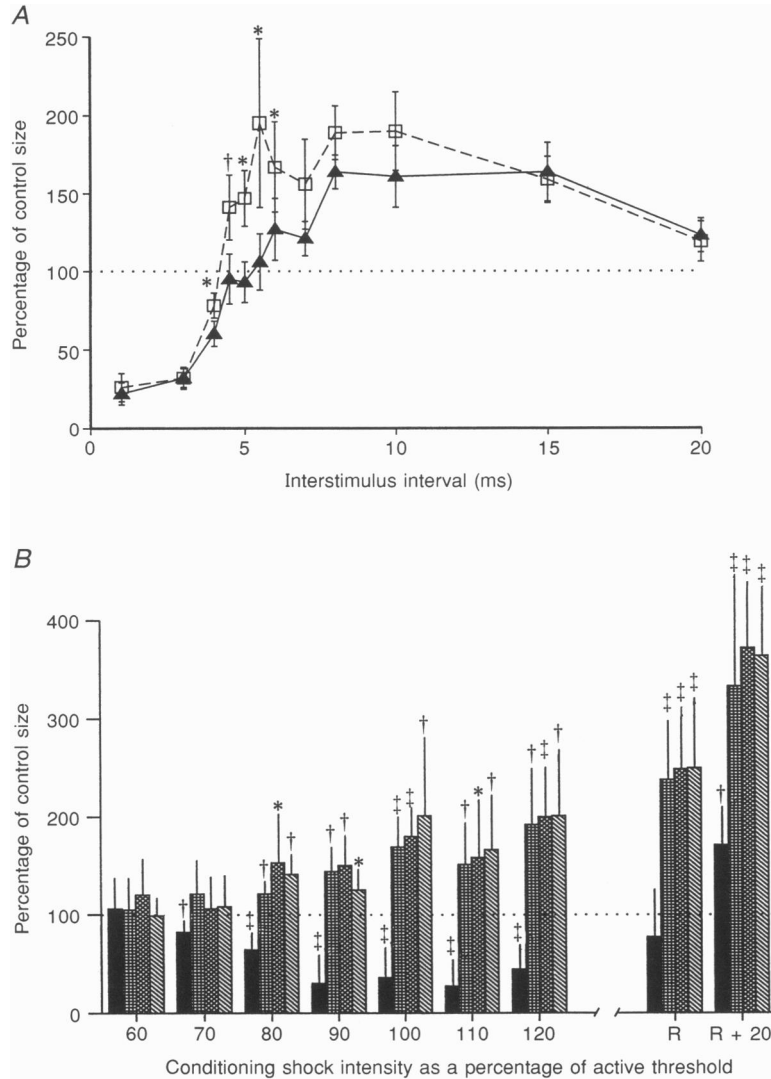 A
250
200
150
100
50
0
Percentage of control size
* † * * *
0 5 10 15 20
Interstimulus interval (ms)
B
400
300
200
100
0
Percentage of control size
† ‡ † * † ‡ † † * ‡ ‡ ‡ † ‡ † * † ‡ † ‡ † ‡ ‡ ‡ † ‡ ‡ ‡
60 70 80 90 100 110 120 R R + 20
Conditioning shock intensity as a percentage of active threshold